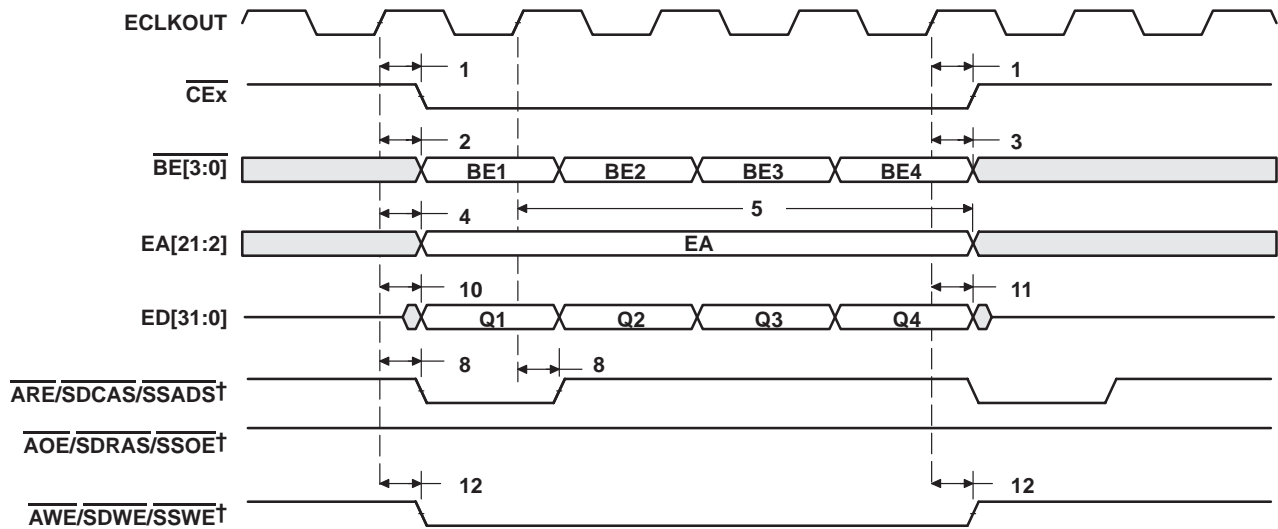 ECLKOUT
1 1
CEx
2 3
BE[3:0] BE1 BE2 BE3 BE4
4 5
EA[21:2] EA
10 11
ED[31:0] Q1 Q2 Q3 Q4
8 8
ARE/SDCAS/SSADS†
AOE/SDRAS/SSOE†
12 12
AWE/SDWE/SSWE†